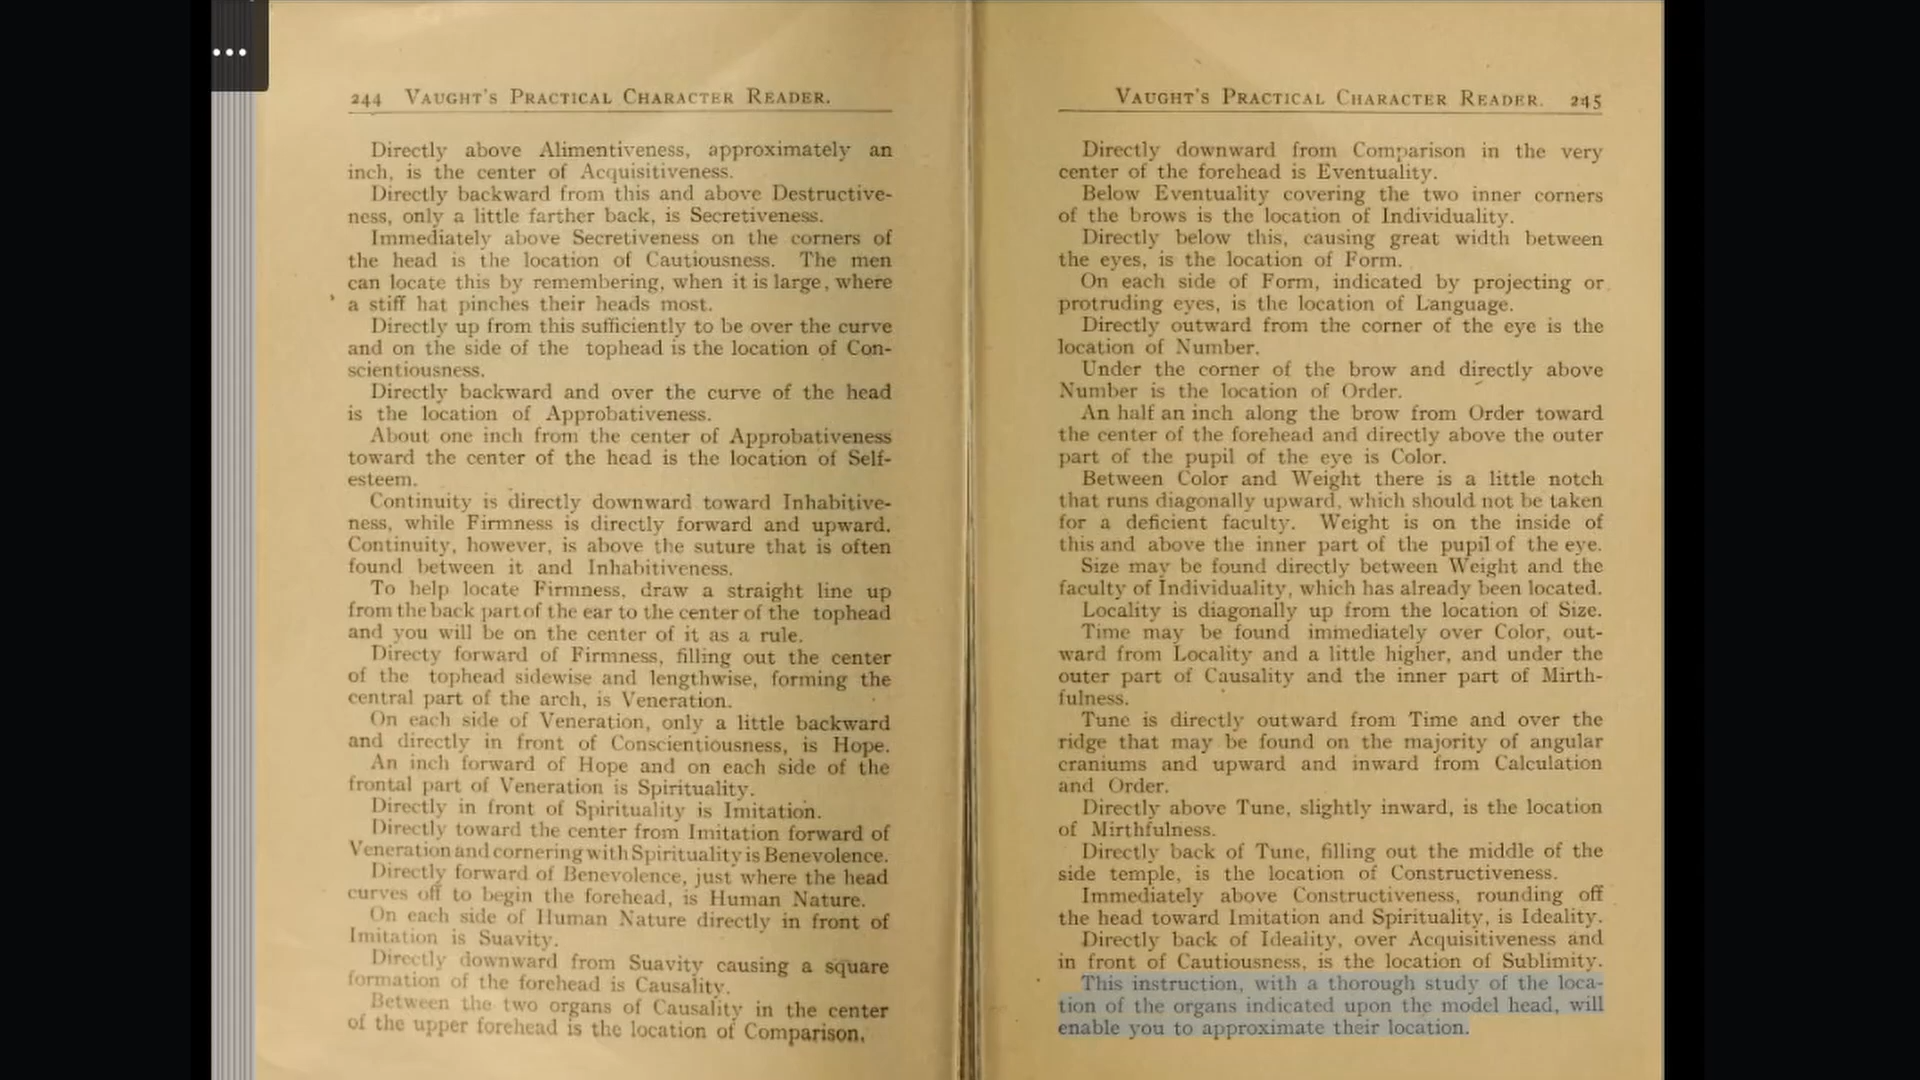 244 VAUGHT'S PRACTICAL CHARACTER READER.
Directly above Alimentiveness, approximately an
inch, is the center of Acquisitiveness.
Directly backward from this and above Destructive-
ness, only a little farther back, is Secretiveness.
Immediately above Secretiveness on the corners of
the head is the location of Cautiousness. The men
can locate this by remembering, when it is large, where
a stiff hat pinches their heads most.
Directly up from this sufficiently to be over the curve
and on the side of the tophead is the location of Con-
scientiousness.
Directly backward and over the curve of the head
is the location of Approbativeness.
About one inch from the center of Approbativeness
toward the center of the head is the location of Self-
esteem.
Continuity is directly downward toward Inhabitive-
ness, while Firmness is directly forward and upward.
Continuity, however, is above the suture that is often
found between it and Inhabitiveness.
To help locate Firmness, draw a straight line up
from the back part of the ear to the center of the tophead
and you will be on the center of it as a rule.
Directy forward of Firmness, filling out the center
of the tophead sidewise and lengthwise, forming the
central part of the arch, is Veneration.
On each side of Veneration, only a little backward
and directly in front of Conscientiousness, is Hope.
An inch forward of Hope and on each side of the
frontal part of Veneration is Spirituality.
Directly in front of Spirituality is Imitation.
Directly toward the center from Imitation forward of
Veneration and cornering with Spirituality is Benevolence.
Directly forward of Benevolence, just where the head
curves off to begin the forehead, is Human Nature.
On each side of Human Nature directly in front of
Imitation is Suavity.
Directly downward from Suavity causing a square
formation of the forehead is Causality.
Between the two organs of Causality in the center
of the upper forehead is the location of Comparison.
VAUGHT'S PRACTICAL CHARACTER READER. 245
Directly downward from Comparison in the very
center of the forehead is Eventuality.
Below Eventuality covering the two inner corners
of the brows is the location of Individuality.
Directly below this, causing great width between
the eyes, is the location of Form.
On each side of Form, indicated by projecting or
protruding eyes, is the location of Language.
Directly outward from the corner of the eye is the
location of Number.
Under the corner of the brow and directly above
Number is the location of Order.
An half an inch along the brow from Order toward
the center of the forehead and directly above the outer
part of the pupil of the eye is Color.
Between Color and Weight there is a little notch
that runs diagonally upward, which should not be taken
for a deficient faculty. Weight is on the inside of
this and above the inner part of the pupil of the eye.
Size may be found directly between Weight and the
faculty of Individuality, which has already been located.
Locality is diagonally up from the location of Size.
Time may be found immediately over Color, out-
ward from Locality and a little higher, and under the
outer part of Causality and the inner part of Mirth-
fulness.
Tune is directly outward from Time and over the
ridge that may be found on the majority of angular
craniums and upward and inward from Calculation
and Order.
Directly above Tune, slightly inward, is the location
of Mirthfulness.
Directly back of Tune, filling out the middle of the
side temple, is the location of Constructiveness.
Immediately above Constructiveness, rounding off
the head toward Imitation and Spirituality, is Ideality.
Directly back of Ideality, over Acquisitiveness and
in front of Cautiousness, is the location of Sublimity.
This instruction, with a thorough study of the loca-
tion of the organs indicated upon the model head, will
enable you to approximate their location.